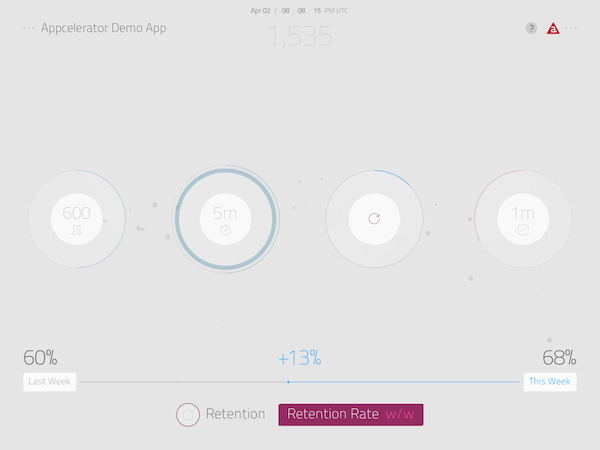 Apr 02 | 08 : 08 : 15 PM UTC
Appcelerator Demo App
1,535
?
a
600
5m
1m
60%
+13%
68%
Last Week
This Week
Retention
Retention Rate w/w